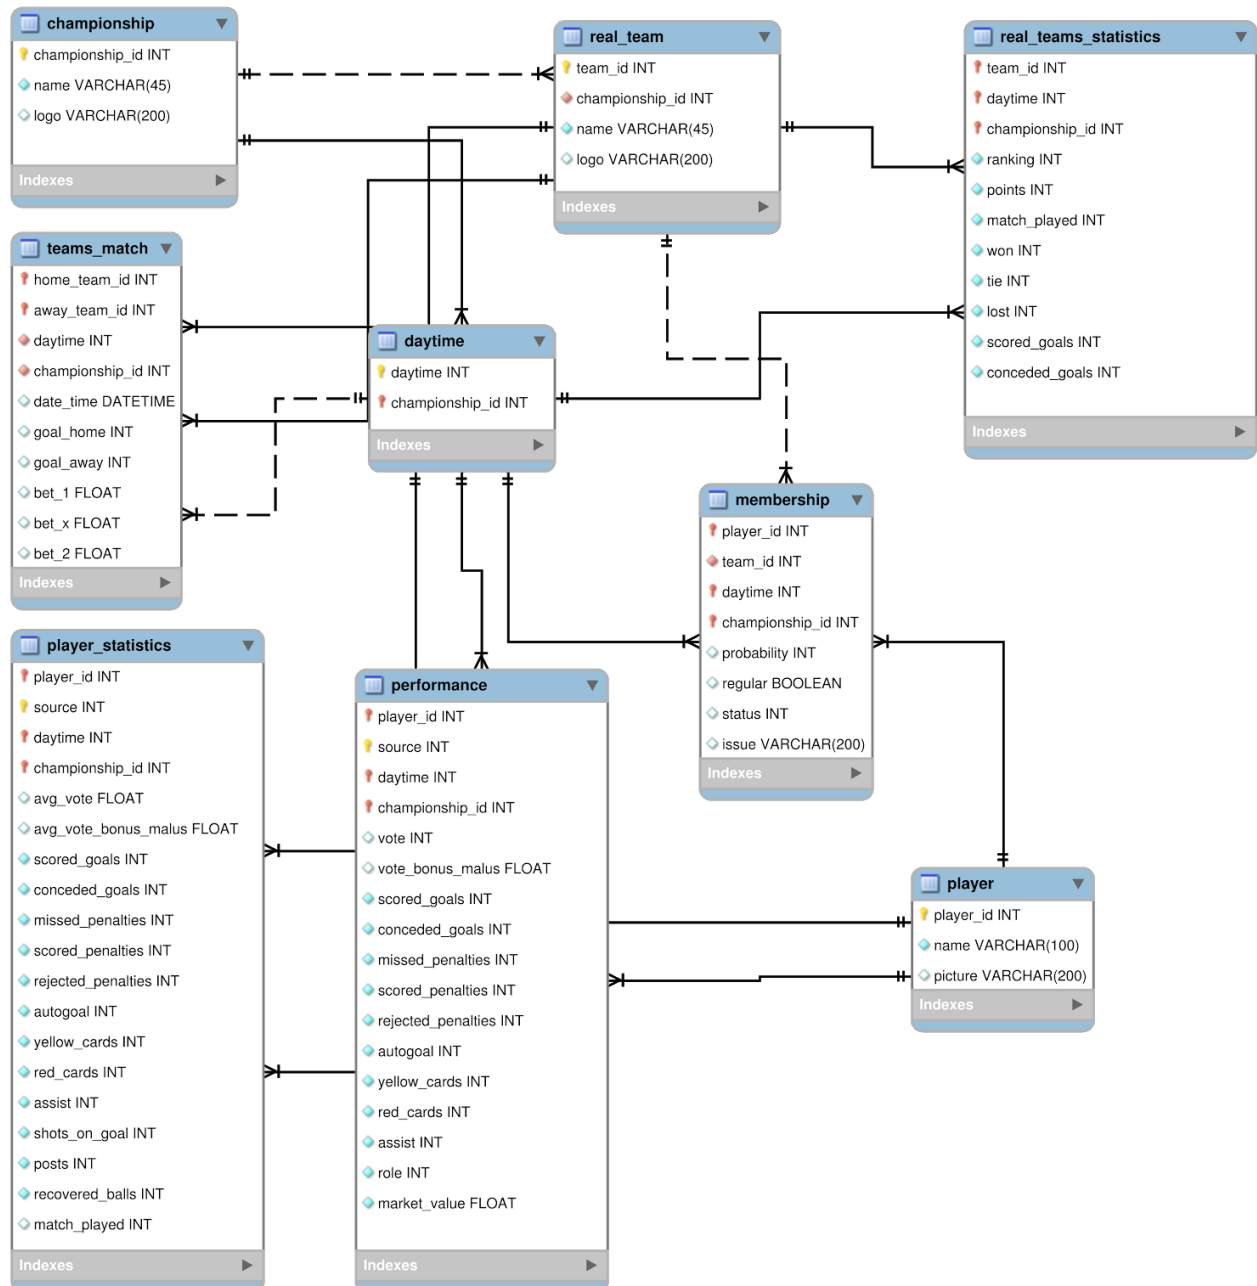 championship
championship_id INT
name VARCHAR(45)
logo VARCHAR(200)
Indexes
real_team
team_id INT
championship_id INT
name VARCHAR(45)
logo VARCHAR(200)
Indexes
real_teams_statistics
team_id INT
daytime INT
championship_id INT
ranking INT
points INT
match_played INT
won INT
tie INT
lost INT
scored_goals INT
conceded_goals INT
Indexes
teams_match
home_team_id INT
away_team_id INT
daytime INT
championship_id INT
date_time DATETIME
goal_home INT
goal_away INT
bet_1 FLOAT
bet_x FLOAT
bet_2 FLOAT
Indexes
daytime
daytime INT
championship_id INT
Indexes
membership
player_id INT
team_id INT
daytime INT
championship_id INT
probability INT
regular BOOLEAN
status INT
issue VARCHAR(200)
Indexes
player_statistics
player_id INT
source INT
daytime INT
championship_id INT
avg_vote FLOAT
avg_vote_bonus_malus FLOAT
scored_goals INT
conceded_goals INT
missed_penalties INT
scored_penalties INT
rejected_penalties INT
autogoal INT
yellow_cards INT
red_cards INT
assist INT
shots_on_goal INT
posts INT
recovered_balls INT
match_played INT
Indexes
performance
player_id INT
source INT
daytime INT
championship_id INT
vote INT
vote_bonus_malus FLOAT
scored_goals INT
conceded_goals INT
missed_penalties INT
scored_penalties INT
rejected_penalties INT
autogoal INT
yellow_cards INT
red_cards INT
assist INT
role INT
market_value FLOAT
Indexes
player
player_id INT
name VARCHAR(100)
picture VARCHAR(200)
Indexes